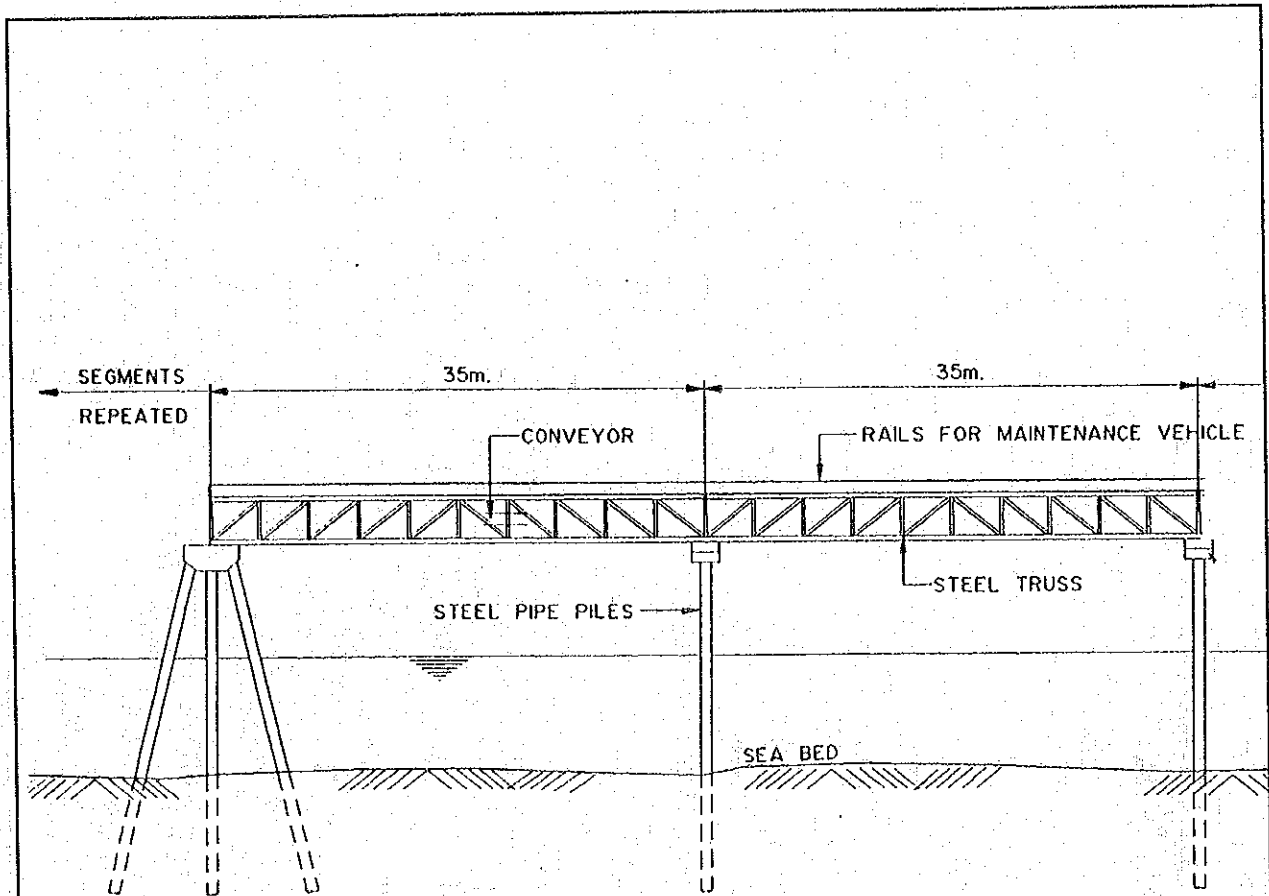 SEGMENTS
REPEATED
35m.
35m.
CONVEYOR
RAILS FOR MAINTENANCE VEHICLE
STEEL TRUSS
STEEL PIPE PILES
SEA BED